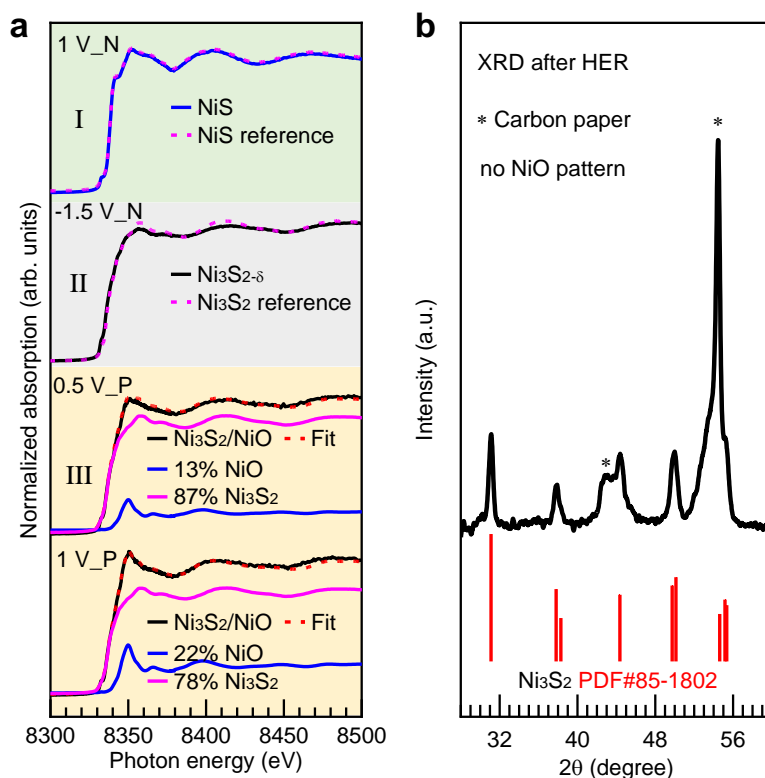 a
1 V_N
I
NiS
NiS reference
-1.5 V_N
II
Ni₃S₂₋δ
Ni₃S₂ reference
0.5 V_P
III
Ni₃S₂/NiO Fit
13% NiO
87% Ni₃S₂
1 V_P
Ni₃S₂/NiO Fit
22% NiO
78% Ni₃S₂
8300 8350 8400 8450 8500
Photon energy (eV)
Normalized absorption (arb. units)
b
XRD after HER
* Carbon paper
no NiO pattern
*
*
Ni₃S₂ PDF#85-1802
32 40 48 56
2θ (degree)
Intensity (a.u.)